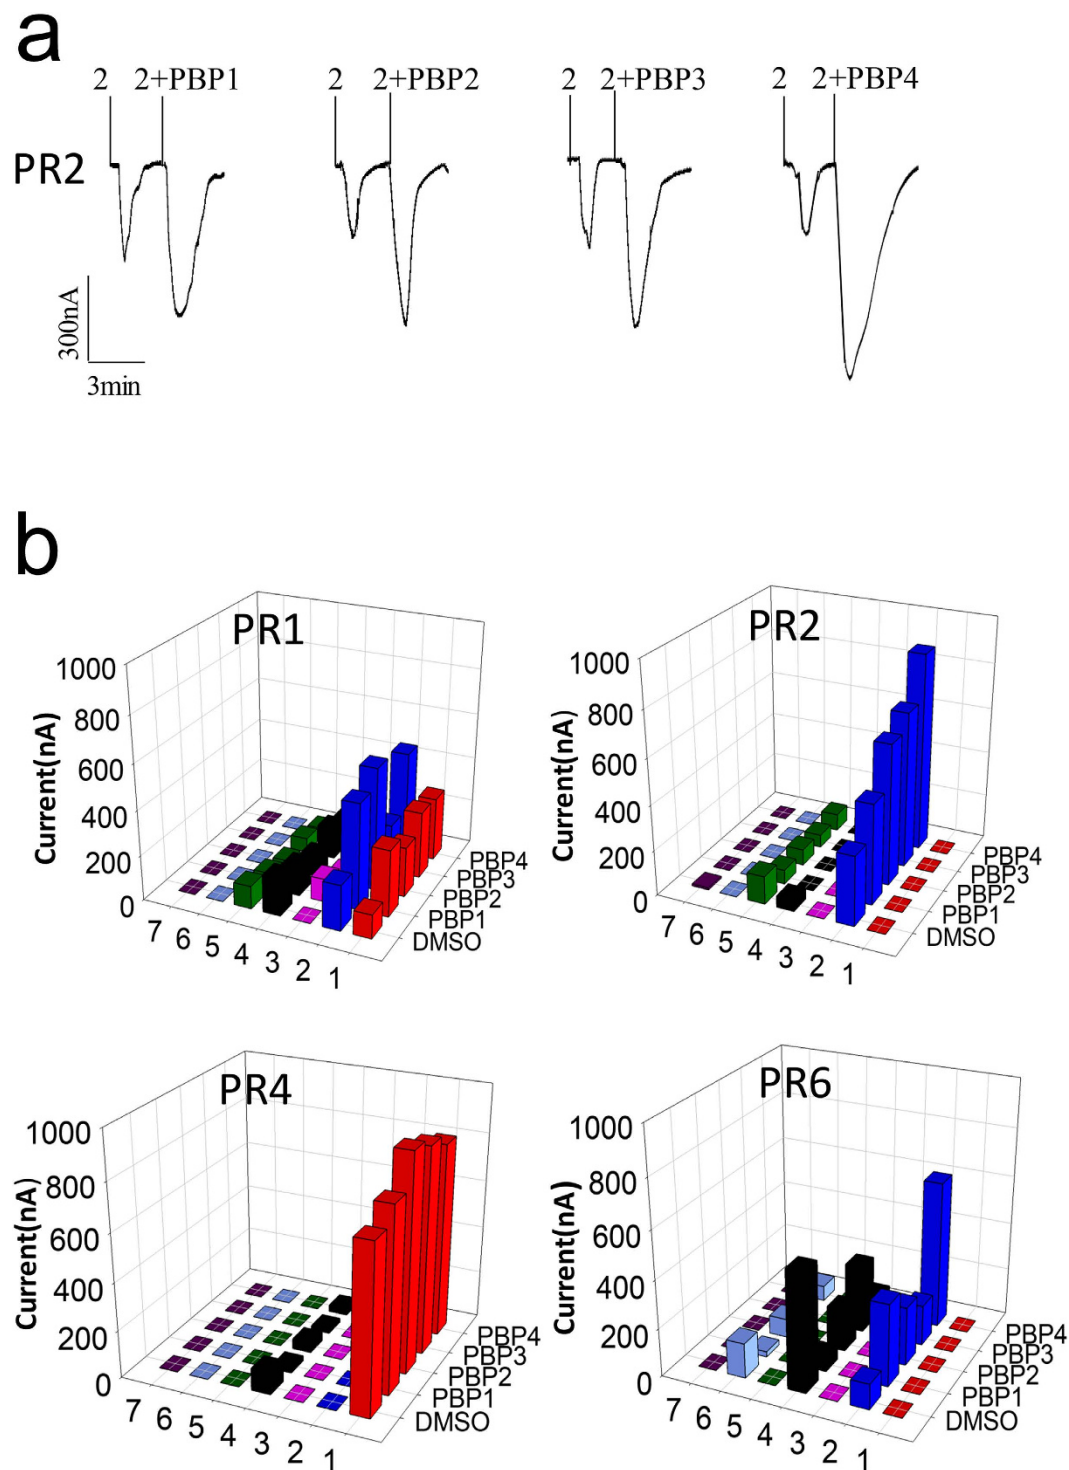 a
2 2+PBP1 2 2+PBP2 2 2+PBP3 2 2+PBP4
PR2
300nA
3min
b
PR1
Current(nA)
1000
800
600
400
200
0
7 6 5 4 3 2 1
PBP4
PBP3
PBP2
PBP1
DMSO
PR2
Current(nA)
1000
800
600
400
200
0
7 6 5 4 3 2 1
PBP4
PBP3
PBP2
PBP1
DMSO
PR4
Current(nA)
1000
800
600
400
200
0
7 6 5 4 3 2 1
PBP4
PBP3
PBP2
PBP1
DMSO
PR6
Current(nA)
1000
800
600
400
200
0
7 6 5 4 3 2 1
PBP4
PBP3
PBP2
PBP1
DMSO